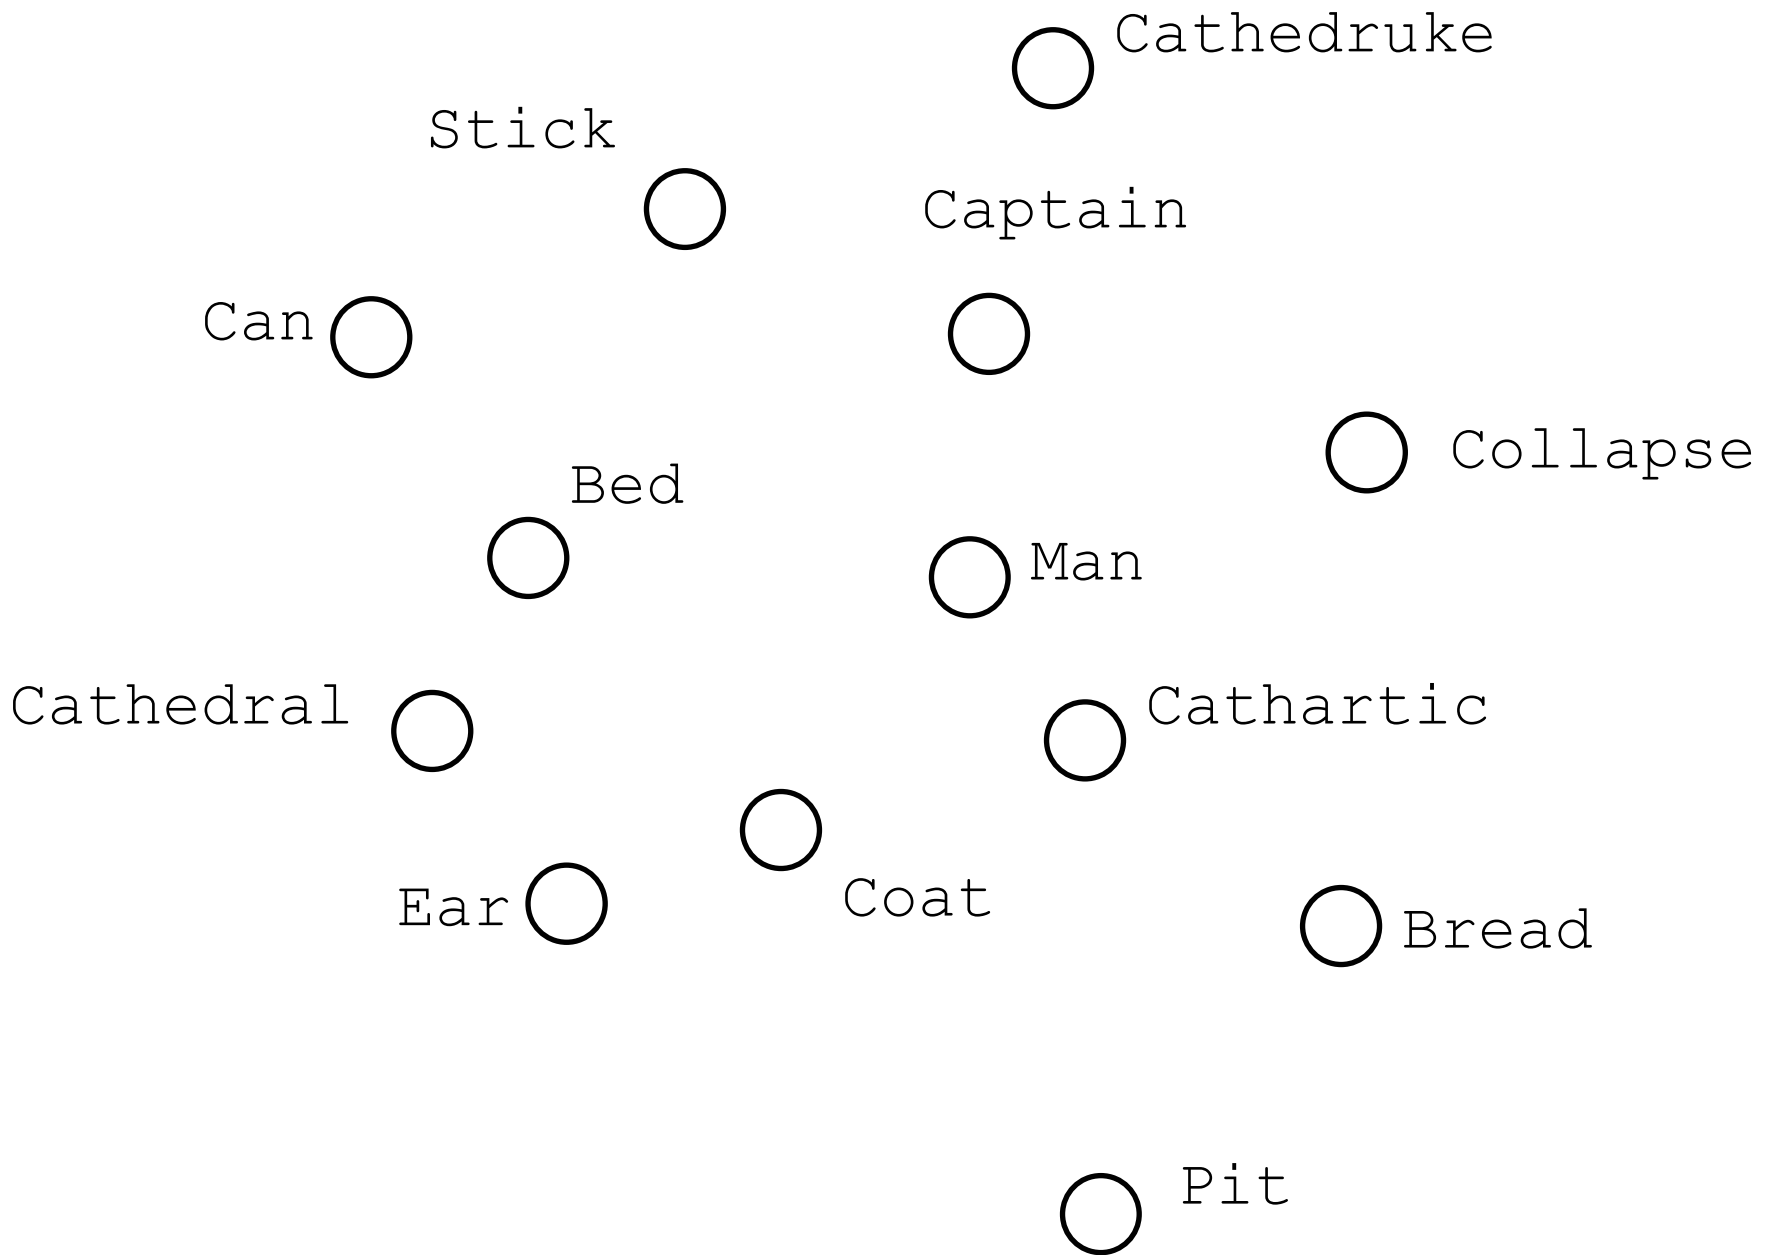 Cathedruke
Stick
Captain
Can
Collapse
Bed
Man
Cathedral
Cathartic
Coat
Ear
Bread
Pit